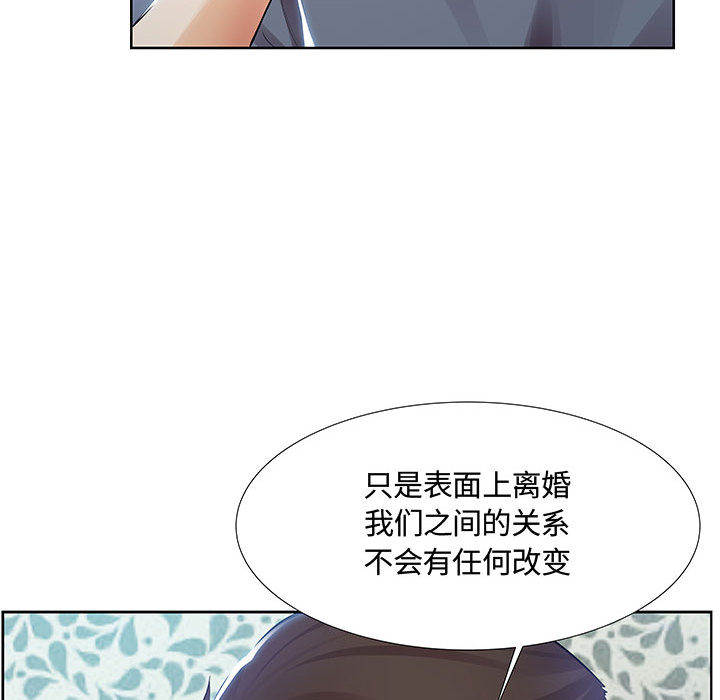 只是表面上离婚
我们之间的关系
不会有任何改变